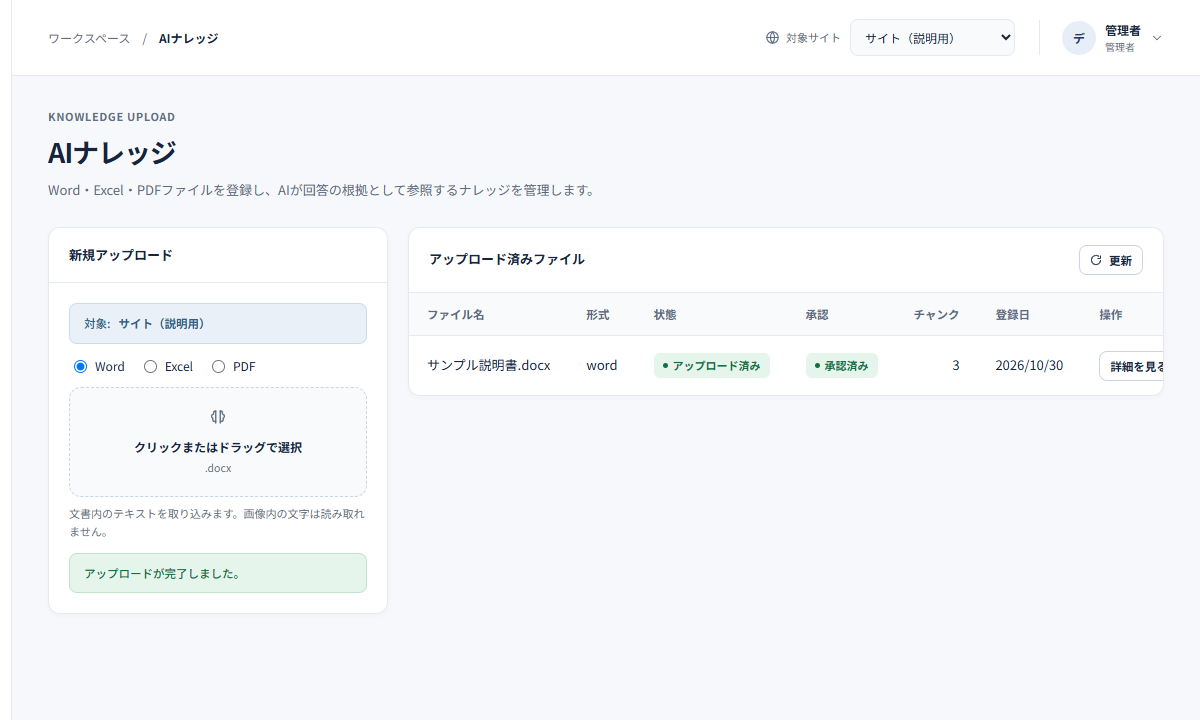 ワークスペース / AIナレッジ
対象サイト サイト（説明用） デ 管理者
管理者
KNOWLEDGE UPLOAD
AIナレッジ
Word・Excel・PDFファイルを登録し、AIが回答の根拠として参照するナレッジを管理します。
新規アップロード
対象: サイト（説明用）
Word Excel PDF
クリックまたはドラッグで選択
.docx
文書内のテキストを取り込みます。画像内の文字は読み取れ
ません。
アップロードが完了しました。
アップロード済みファイル 更新
ファイル名 形式 状態 承認 チャンク 登録日 操作
サンプル説明書.docx word アップロード済み 承認済み 3 2026/10/30 詳細を見る